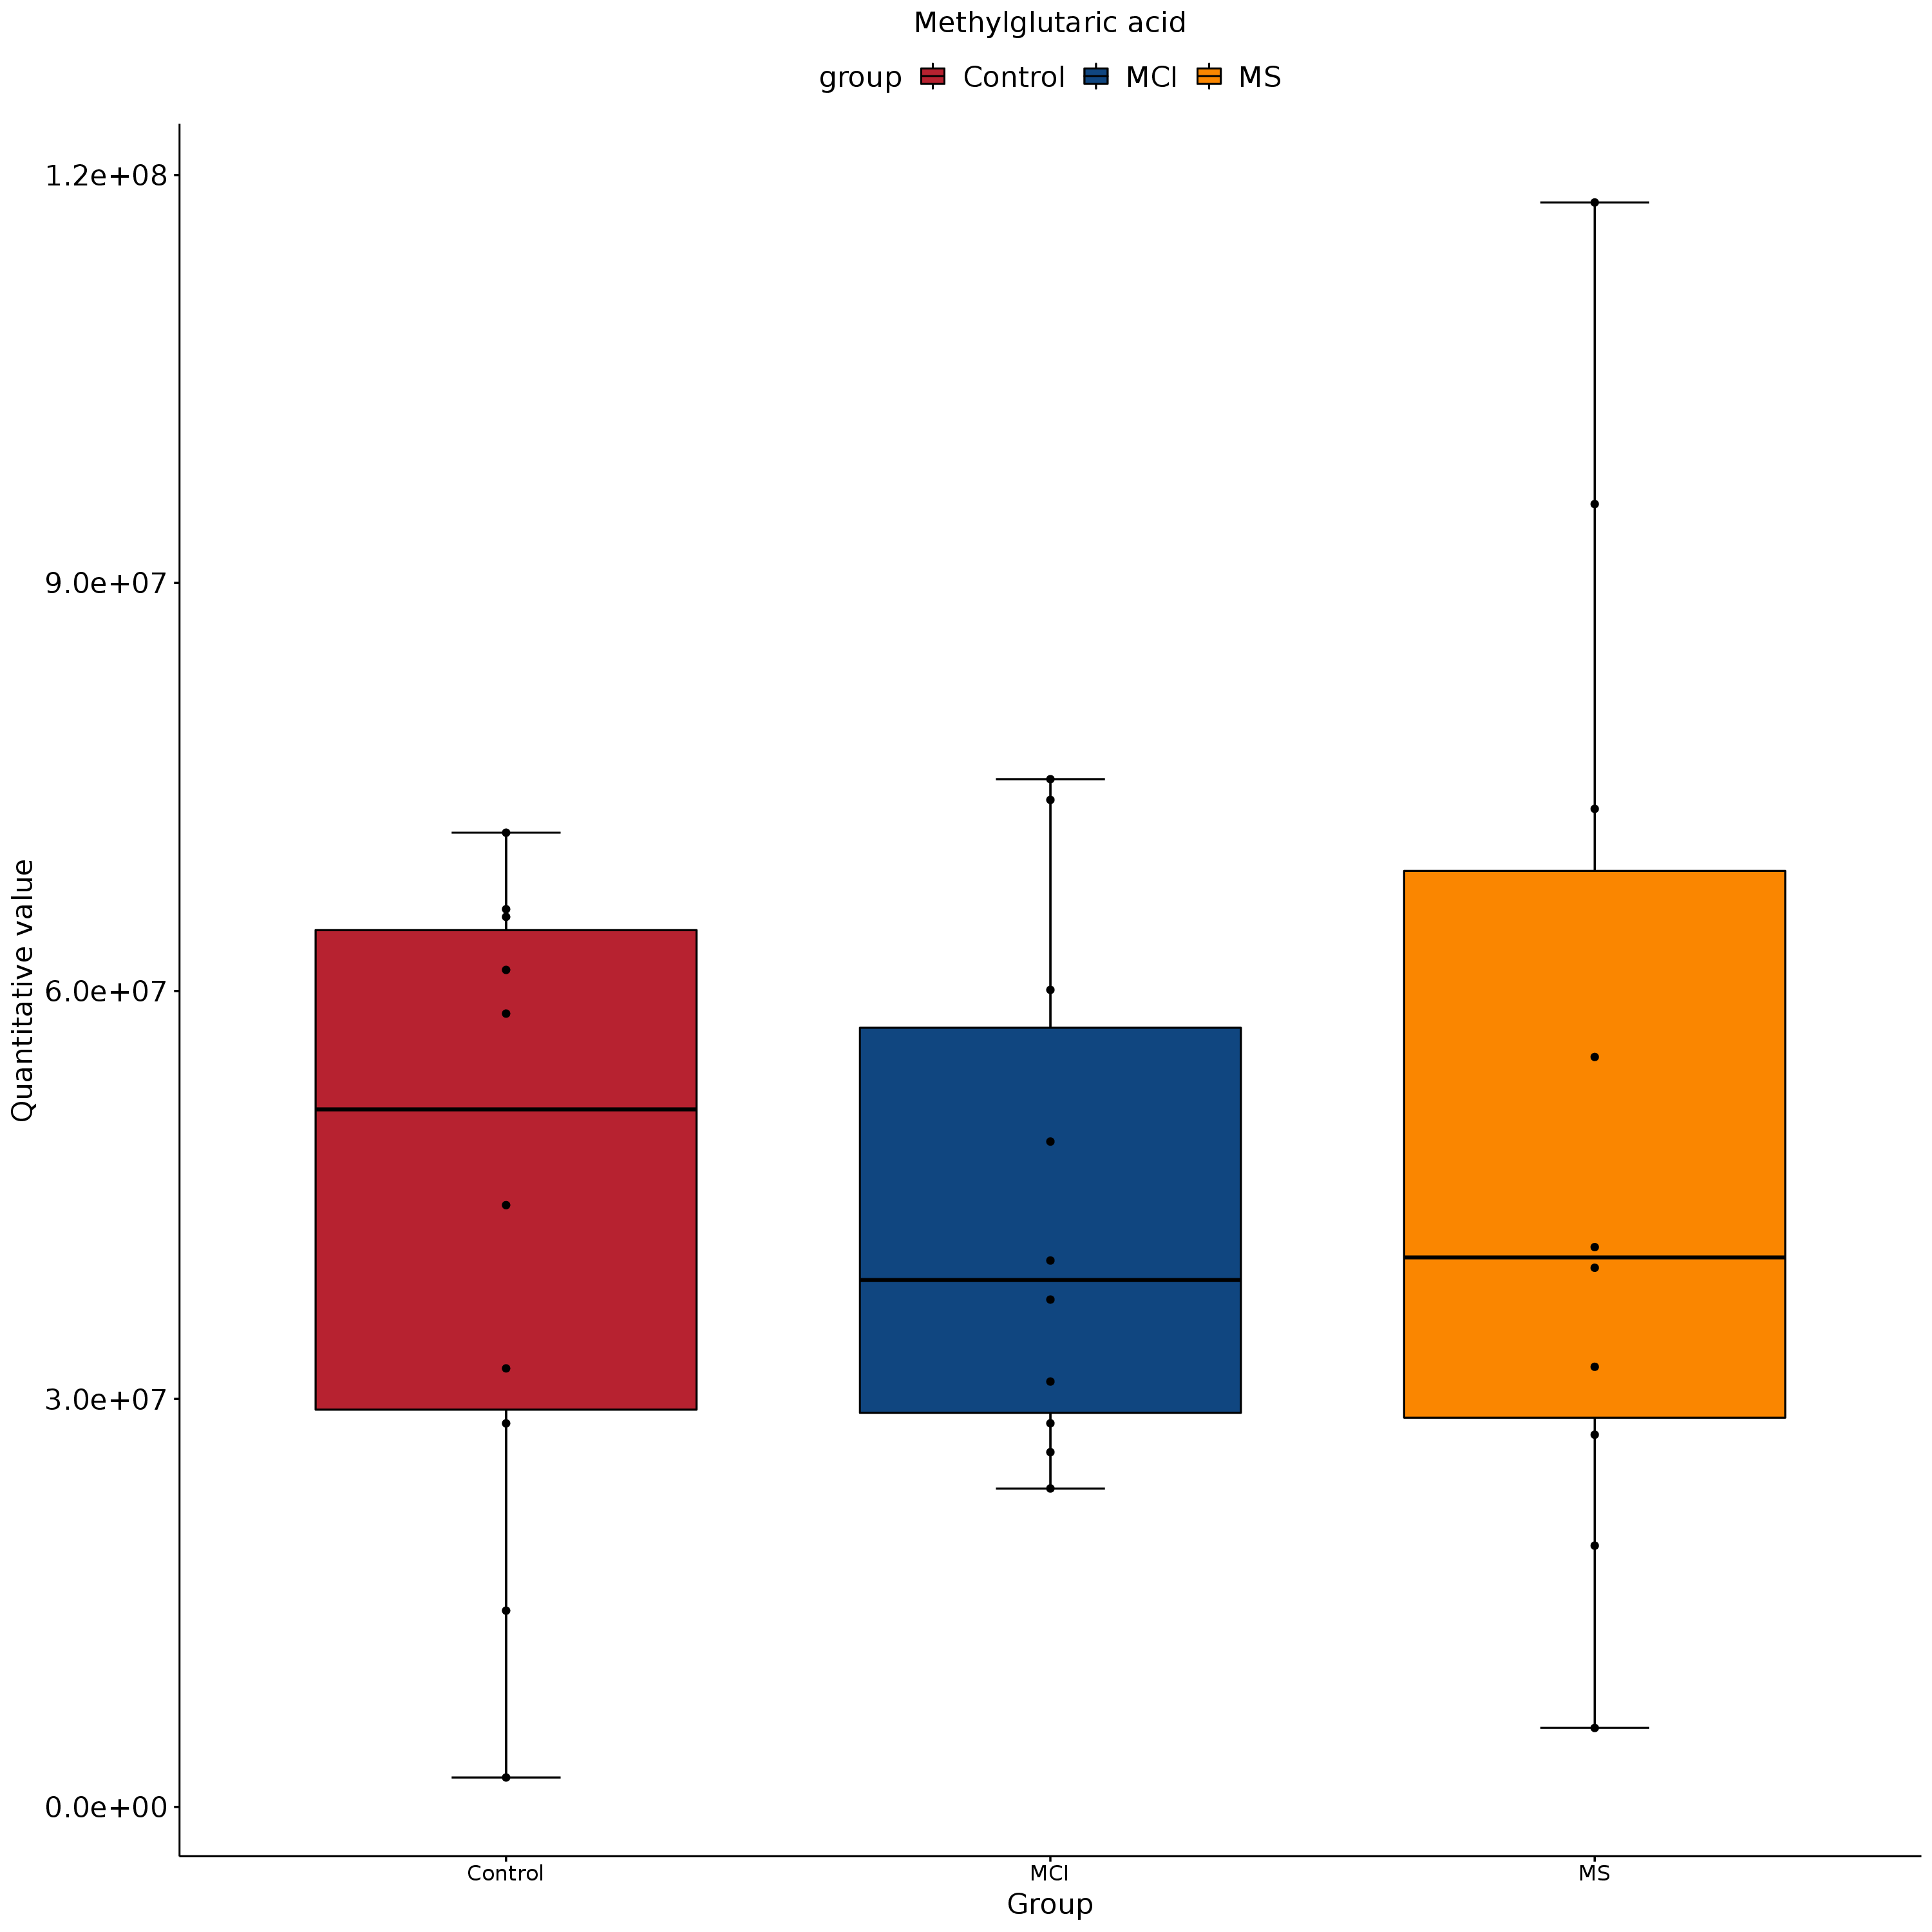 Methylglutaric acid
group Control MCI MS
1.2e+08
9.0e+07
6.0e+07
3.0e+07
0.0e+00
Quantitative value
Control MCI MS
Group